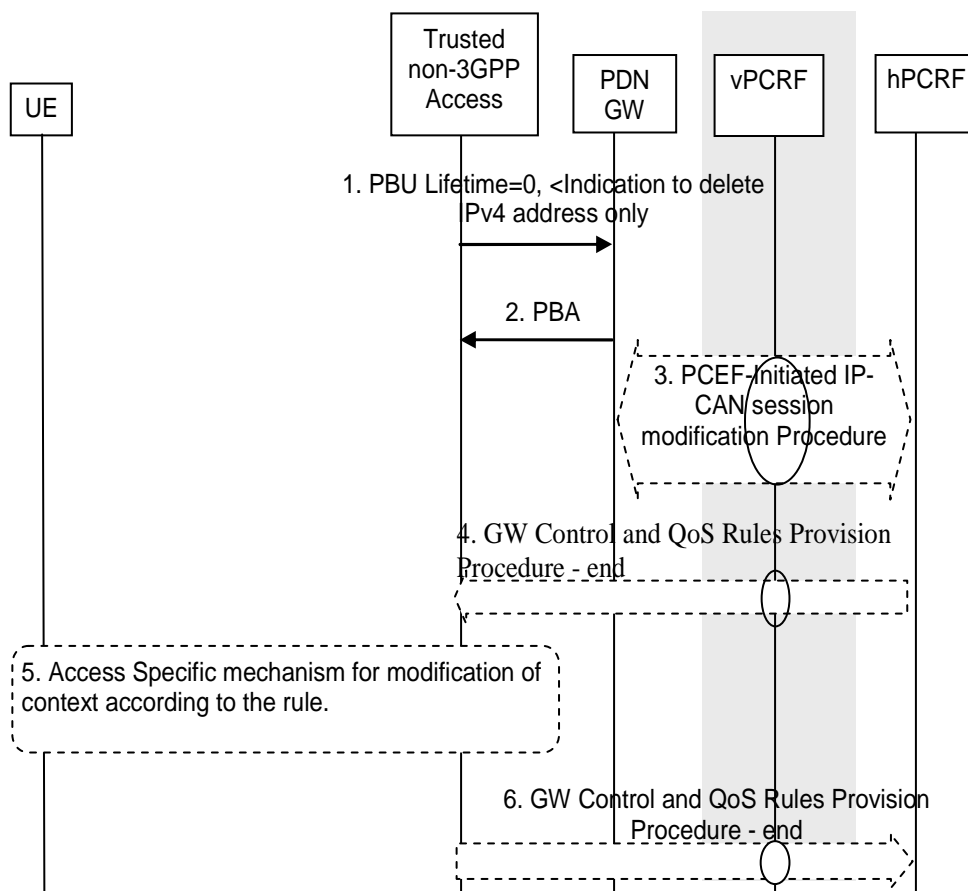 UE
Trusted
non-3GPP
Access
PDN
GW
vPCRF
hPCRF
1. PBU Lifetime=0, <Indication to delete
IPv4 address only
2. PBA
3. PCEF-Initiated IP-
CAN session
modification Procedure
4. GW Control and QoS Rules Provision
Procedure - end
5. Access Specific mechanism for modification of
context according to the rule.
6. GW Control and QoS Rules Provision
Procedure - end